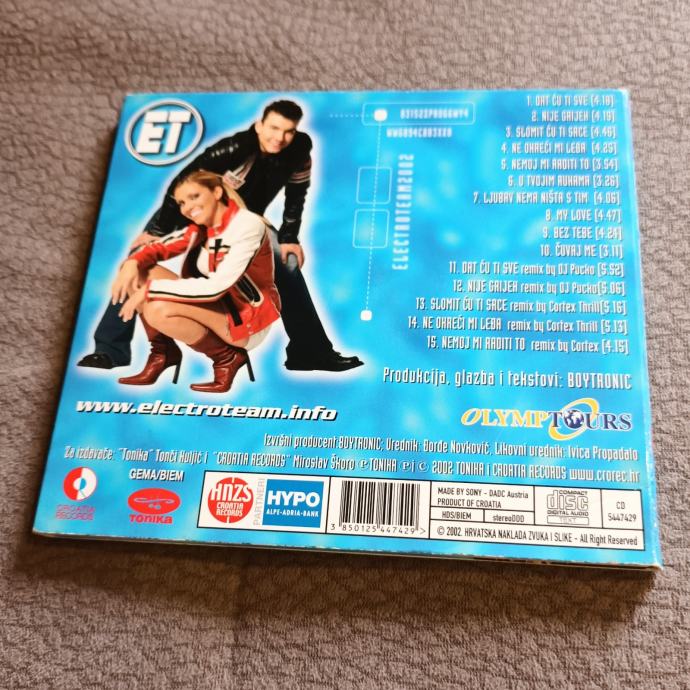 ET
B31523PROGGWY4
ELECTROTEAM2002
1. DAT ĆU TI SVE (4.18)
2. NIJE GRIJEH (4.19)
3. SLOMIT ĆU TI SRCE (4.46)
4. NE OKREĆI MI LEĐA (4.25)
5. NEMOJ MI RADITI TO (3.54)
6. U TVOJIM RUKAMA (3.26)
7. LJUBAV NEMA NIŠTA S TIM (4.06)
8. MY LOVE (4.47)
9. BEZ TEBE (4.24)
10. ČUVAJ ME (3.11)
11. DAT ĆU TI SVE remix by DJ Pucko (5.52)
12. NIJE GRIJEH remix by DJ Pucko (5.06)
13. SLOMIT ĆU TI SRCE remix by Cortex Thrill (5.16)
14. NE OKREĆI MI LEĐA remix by Cortex Thrill (5.13)
15. NEMOJ MI RADITI TO remix by Cortex (4.15)
Produkcija, glazba i tekstovi: BOYTRONIC
www.electroteam.info
OLYMPTOURS
Izvršni producent BOYTRONIC; Urednik: Đorđe Novković, Likovni urednik: Ivica Propadalo
Za izdavače: "Tonika" Tonči Huljić i "CROATIA RECORDS" Miroslav Škoro ℗ TONIKA ℗ i © 2002 TONIKA i CROATIA RECORDS www.crorec.hr
GEMA/BIEM
CROATIA RECORDS
TONIKA
HNZS
CROATIA RECORDS
PARTNERI
HYPO
ALPE-ADRIA-BANK
3 850125 447429 >
MADE BY SONY - DADC Austria
PRODUCT OF CROATIA
HDS/BIEM
stereoDDD
COMPACT
disc
DIGITAL AUDIO
TEXT
CD
5447429
© 2002. HRVATSKA NAKLADA ZVUKA I SLIKE - All Right Reserved